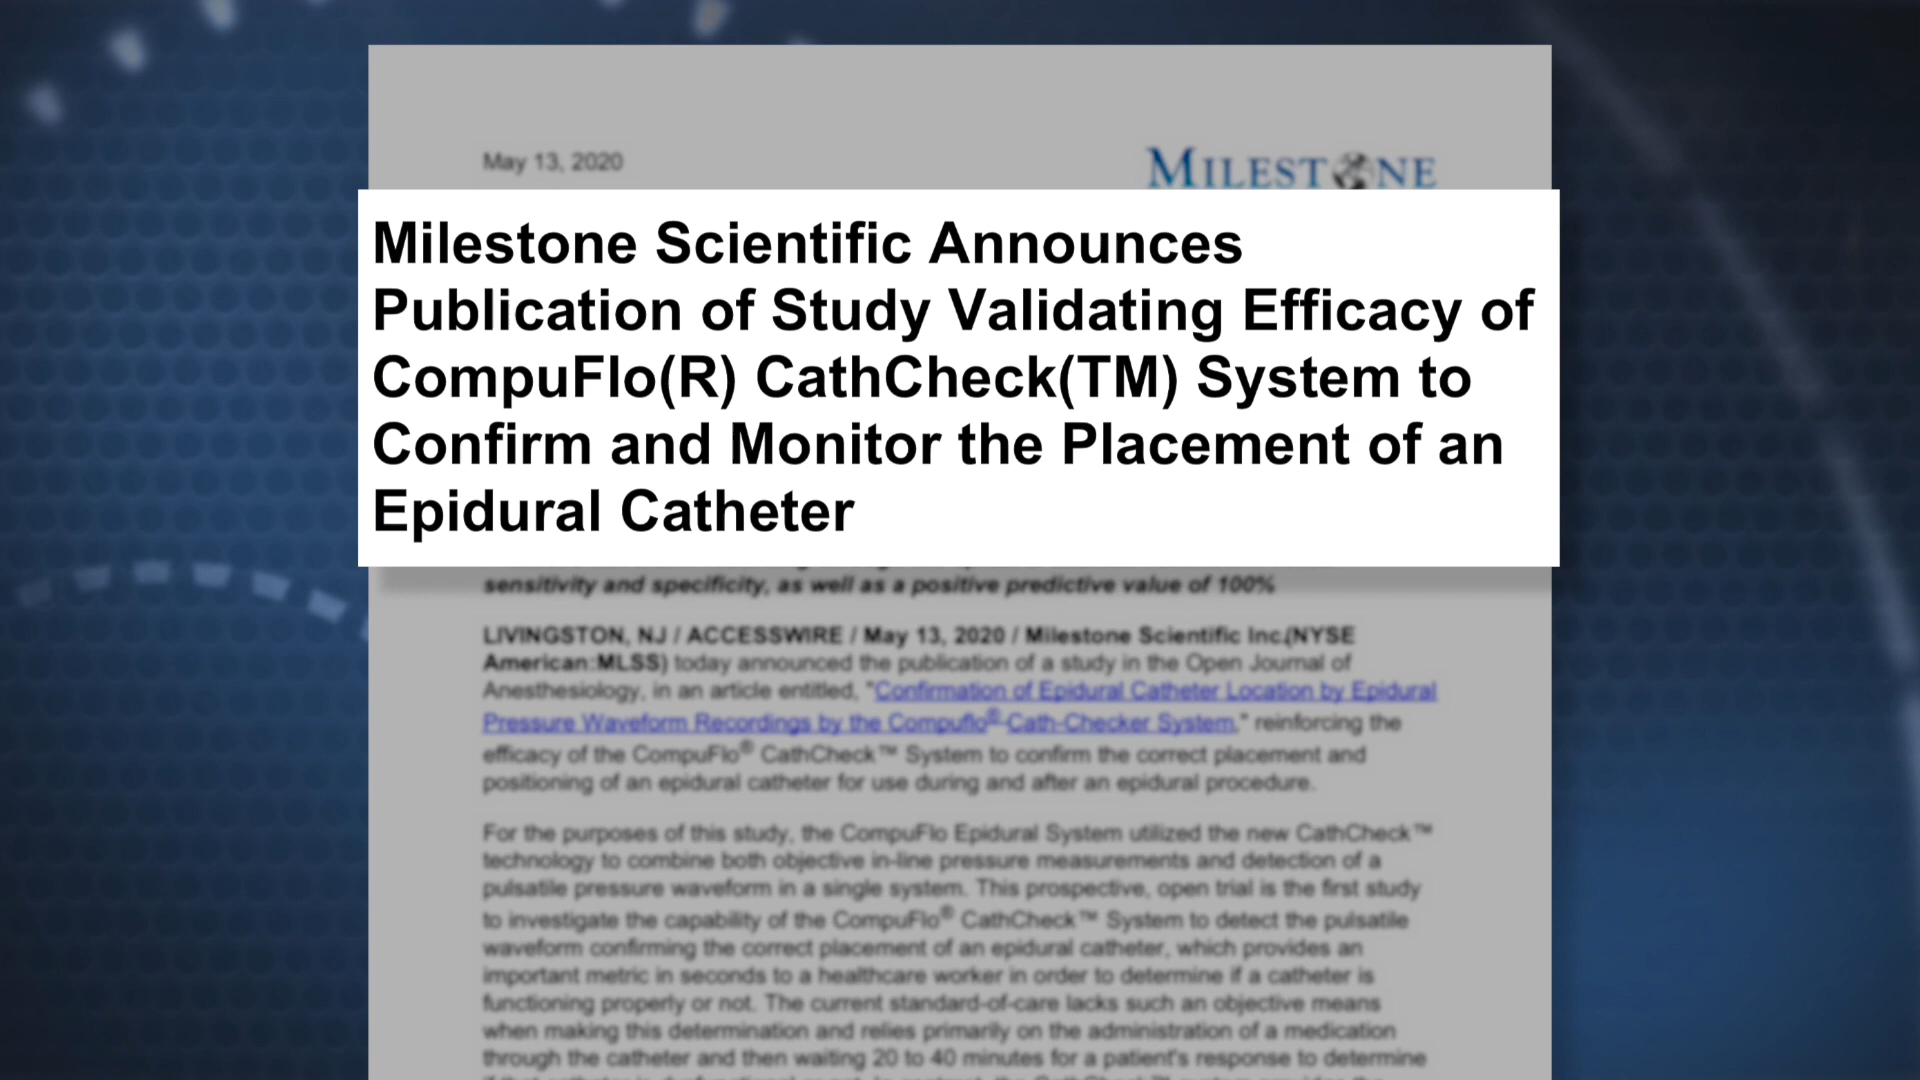 May 13, 2020
MILESTONE
Milestone Scientific Announces
Publication of Study Validating Efficacy of
CompuFlo(R) CathCheck(TM) System to
Confirm and Monitor the Placement of an
Epidural Catheter
sensitivity and specificity, as well as a positive predictive value of 100%
LIVINGSTON, NJ / ACCESSWIRE / May 13, 2020 / Milestone Scientific Inc.(NYSE
American:MLSS) today announced the publication of a study in the Open Journal of
Anesthesiology, in an article entitled, "Confirmation of Epidural Catheter Location by Epidural
Pressure Waveform Recordings by the Compuflo® Cath-Checker System," reinforcing the
efficacy of the CompuFlo® CathCheck™ System to confirm the correct placement and
positioning of an epidural catheter for use during and after an epidural procedure.
For the purposes of this study, the CompuFlo Epidural System utilized the new CathCheck™
technology to combine both objective in-line pressure measurements and detection of a
pulsatile pressure waveform in a single system. This prospective, open trial is the first study
to investigate the capability of the CompuFlo® CathCheck™ System to detect the pulsatile
waveform confirming the correct placement of an epidural catheter, which provides an
important metric in seconds to a healthcare worker in order to determine if a catheter is
functioning properly or not. The current standard-of-care lacks such an objective means
when making this determination and relies primarily on the administration of a medication
through the catheter and then waiting 20 to 40 minutes for a patient's response to determine